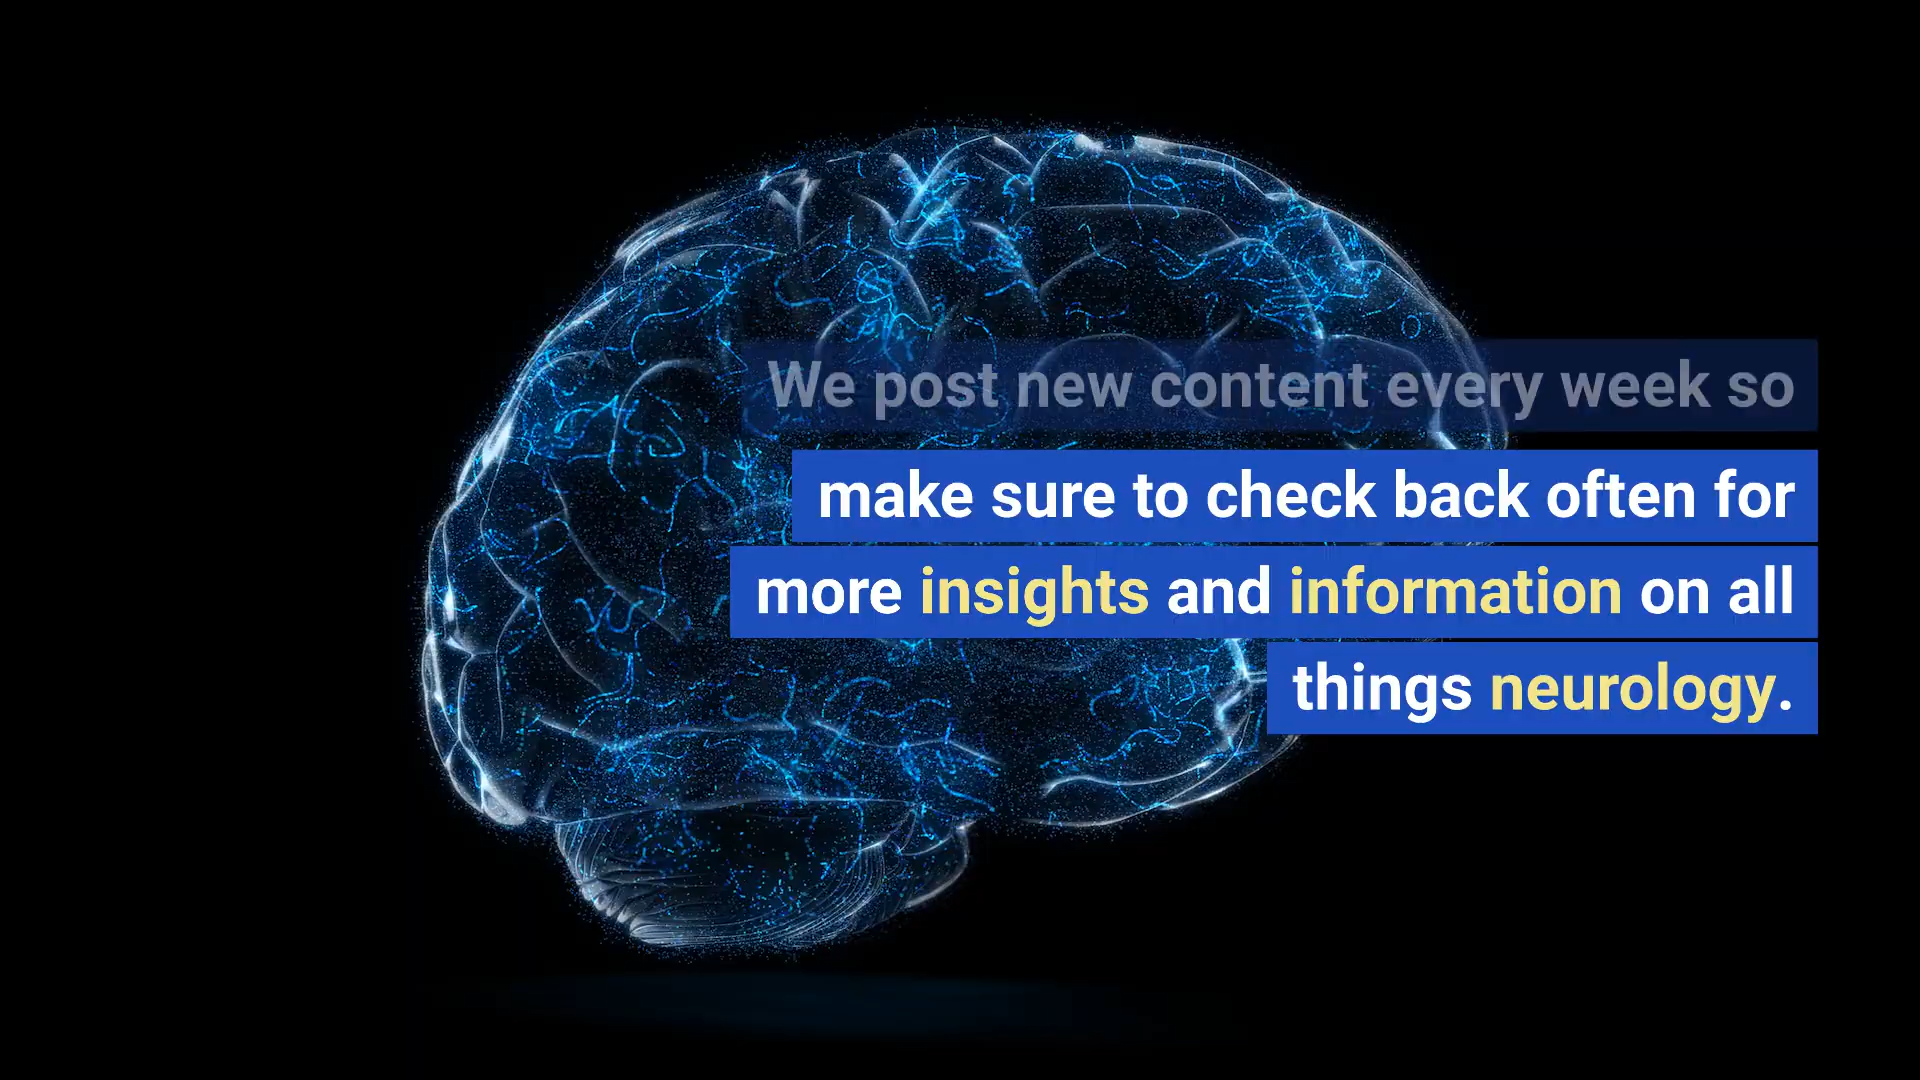 We post new content every week so
make sure to check back often for
more insights and information on all
things neurology.